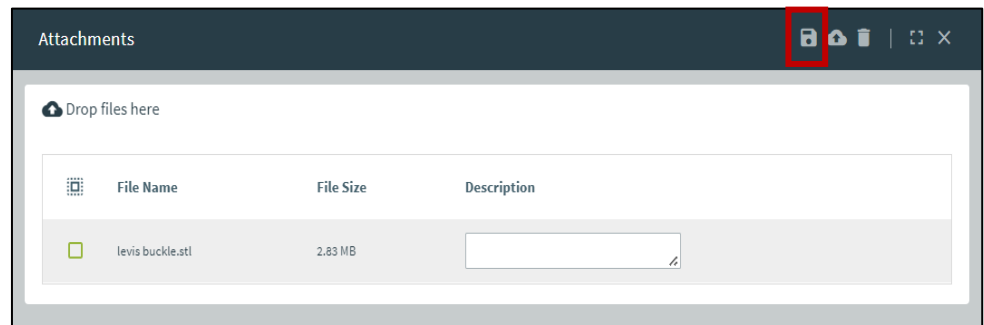 Attachments
Drop files here
File Name File Size Description
levis buckle.stl 2.83 MB